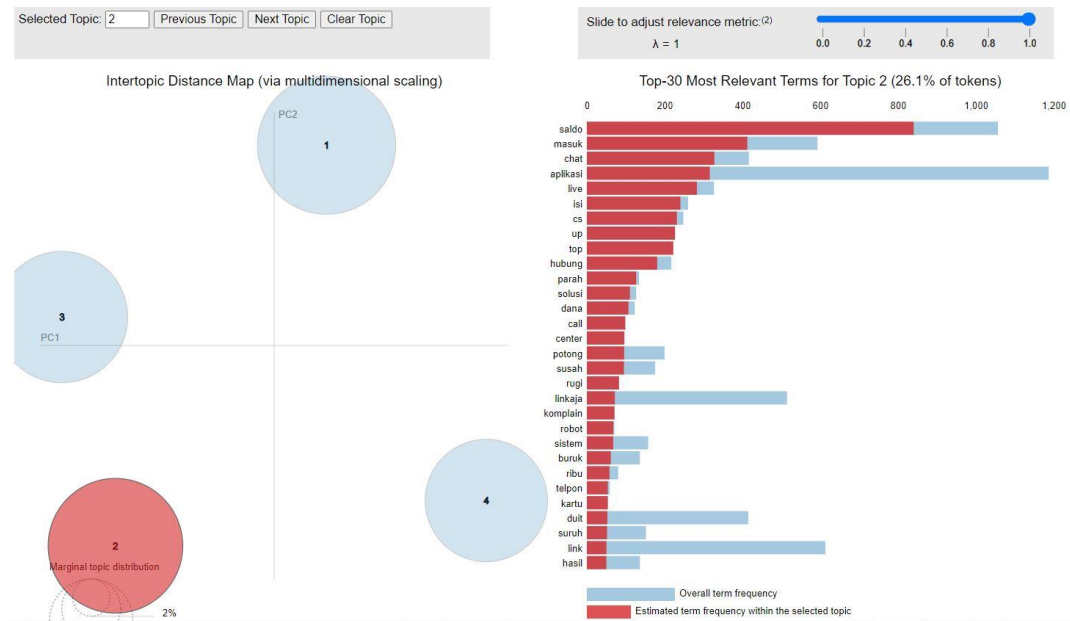 Selected Topic: 2 Previous Topic Next Topic Clear Topic
Slide to adjust relevance metric:(2)
λ = 1
0.0 0.2 0.4 0.6 0.8 1.0
Intertopic Distance Map (via multidimensional scaling)
PC2
1
3
PC1
4
2
Marginal topic distribution
2%
Top-30 Most Relevant Terms for Topic 2 (26.1% of tokens)
0 200 400 600 800 1,000 1,200
saldo
masuk
chat
aplikasi
live
isi
cs
up
top
hubung
parah
solusi
dana
call
center
potong
susah
rugi
linkaja
komplain
robot
sistem
buruk
ribu
telpon
kartu
duit
suruh
link
hasil
Overall term frequency
Estimated term frequency within the selected topic